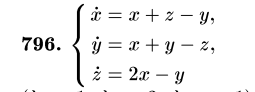 796.
ẋ = x + z − y,
ẏ = x + y − z,
ż = 2x − y